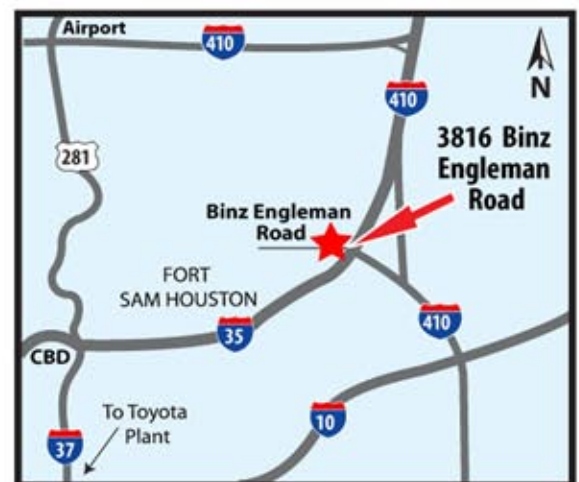 Airport
410
410
N
3816 Binz
Engleman
Road
281
Binz Engleman
Road
FORT
SAM HOUSTON
35
410
CBD
To Toyota
Plant
10
37